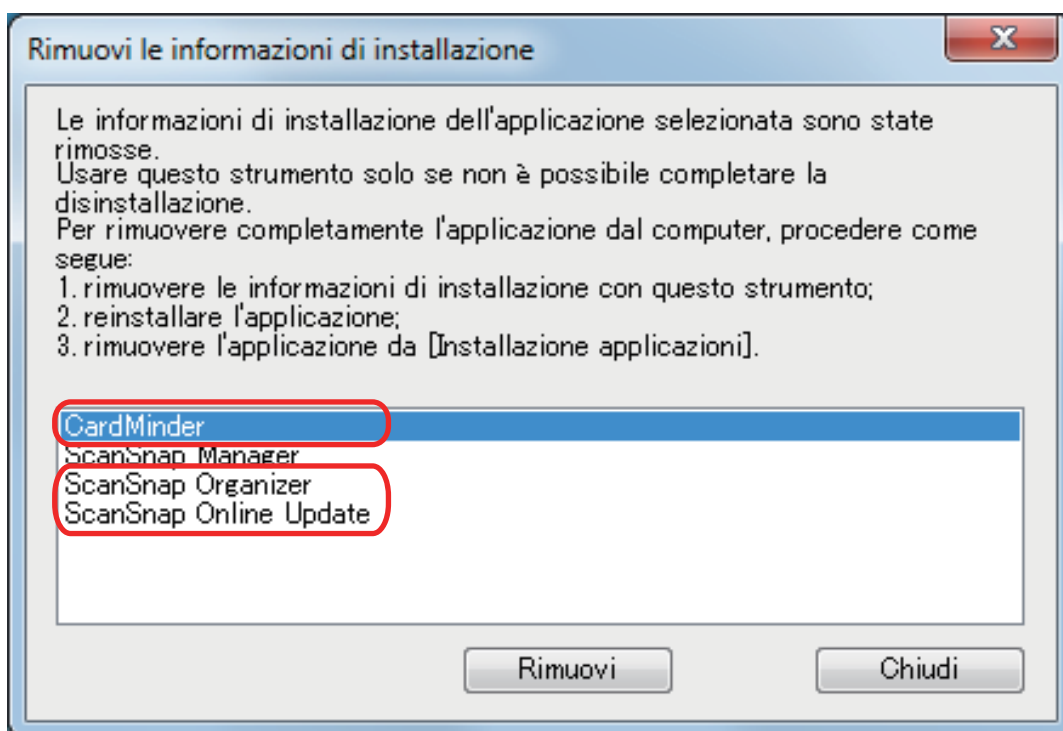 Rimuovi le informazioni di installazione
Le informazioni di installazione dell'applicazione selezionata sono state
rimosse.
Usare questo strumento solo se non è possibile completare la
disinstallazione.
Per rimuovere completamente l'applicazione dal computer, procedere come
segue:
1. rimuovere le informazioni di installazione con questo strumento;
2. reinstallare l'applicazione;
3. rimuovere l'applicazione da [Installazione applicazioni].
CardMinder
ScanSnap Manager
ScanSnap Organizer
ScanSnap Online Update
Rimuovi
Chiudi